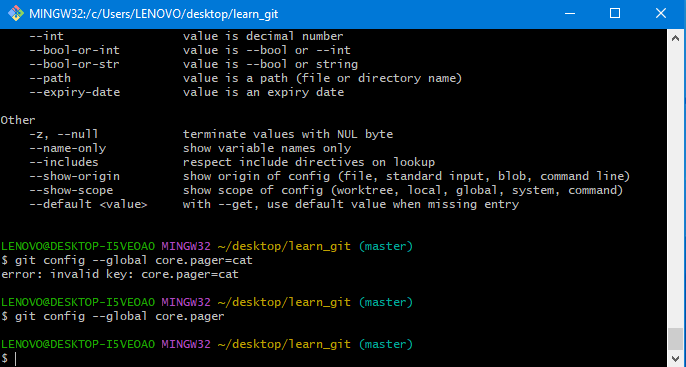 MINGW32:/c/Users/LENOVO/desktop/learn_git
--int value is decimal number
--bool-or-int value is --bool or --int
--bool-or-str value is --bool or string
--path value is a path (file or directory name)
--expiry-date value is an expiry date
Other
-z, --null terminate values with NUL byte
--name-only show variable names only
--includes respect include directives on lookup
--show-origin show origin of config (file, standard input, blob, command line)
--show-scope show scope of config (worktree, local, global, system, command)
--default <value> with --get, use default value when missing entry
LENOVO@DESKTOP-I5VEOAO MINGW32 ~/desktop/learn_git (master)
$ git config --global core.pager=cat
error: invalid key: core.pager=cat
LENOVO@DESKTOP-I5VEOAO MINGW32 ~/desktop/learn_git (master)
$ git config --global core.pager
LENOVO@DESKTOP-I5VEOAO MINGW32 ~/desktop/learn_git (master)
$